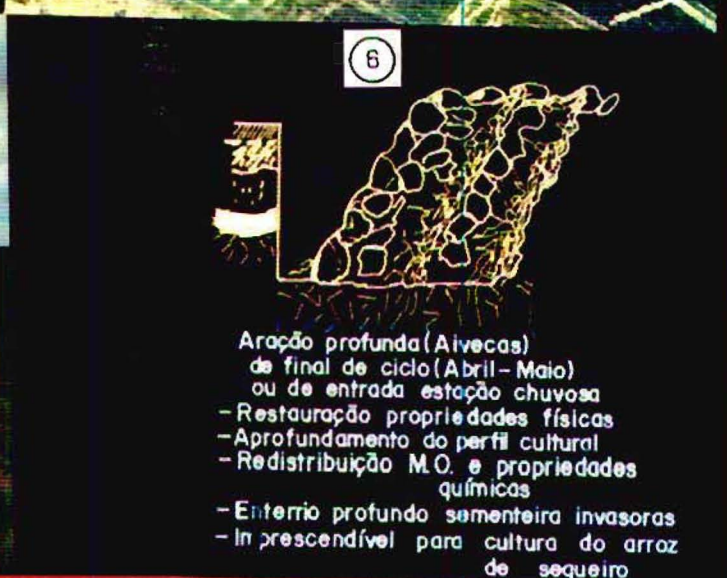 6
Aração profunda (Aivecas)
de final de ciclo (Abril-Maio)
ou de entrada estação chuvosa
- Restauração propriedades físicas
- Aprofundamento do perfil cultural
- Redistribuição M.O. e propriedades
químicas
- Enterrio profundo sementeira invasoras
- Imprescendível para cultura do arroz
de sequeiro